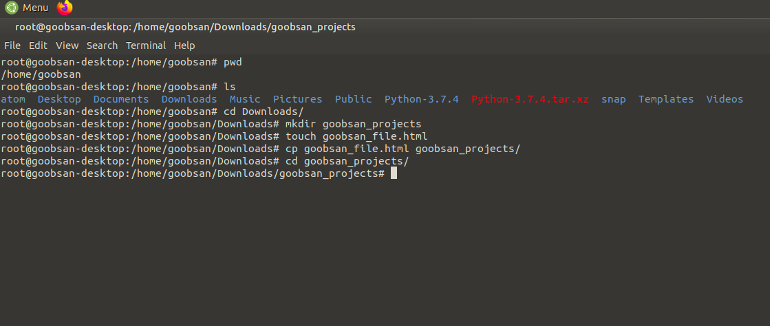 Menu
root@goobsan-desktop: /home/goobsan/Downloads/goobsan_projects
File Edit View Search Terminal Help
root@goobsan-desktop:/home/goobsan# pwd
/home/goobsan
root@goobsan-desktop:/home/goobsan# ls
atom Desktop Documents Downloads Music Pictures Public Python-3.7.4 Python-3.7.4.tar.xz snap Templates Videos
root@goobsan-desktop:/home/goobsan# cd Downloads/
root@goobsan-desktop:/home/goobsan/Downloads# mkdir goobsan_projects
root@goobsan-desktop:/home/goobsan/Downloads# touch goobsan_file.html
root@goobsan-desktop:/home/goobsan/Downloads# cp goobsan_file.html goobsan_projects/
root@goobsan-desktop:/home/goobsan/Downloads# cd goobsan_projects/
root@goobsan-desktop:/home/goobsan/Downloads/goobsan_projects#